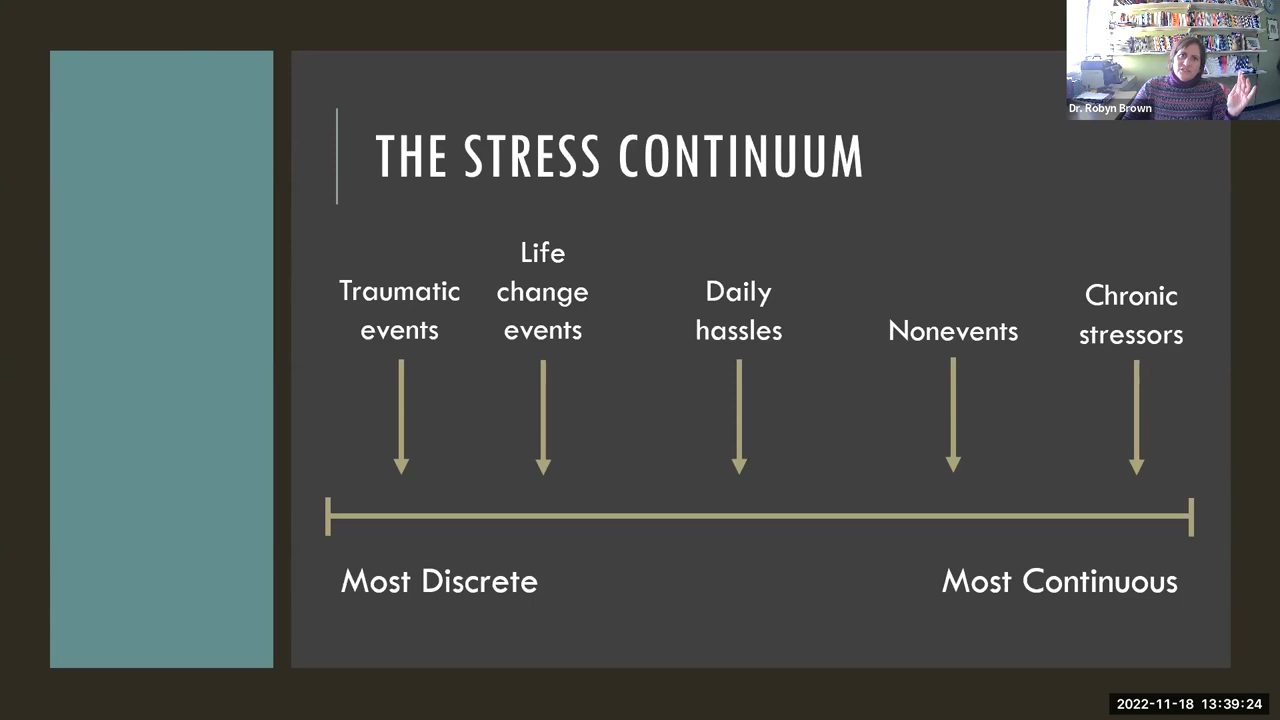 Dr. Robyn Brown
THE STRESS CONTINUUM
Traumatic
events
Life
change
events
Daily
hassles
Nonevents
Chronic
stressors
Most Discrete
Most Continuous
2022-11-18 13:39:24